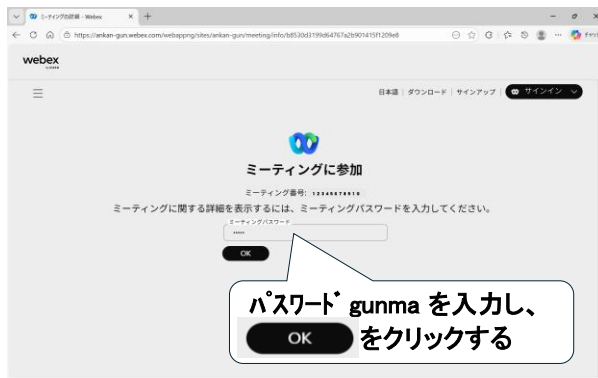 ミーティングの詳細 - Webex
https://ankan-gun.webex.com/webappng/sites/ankan-gun/meeting/info/b8530d3199d64767a2b901415f1209e8
webex
日本語 | ダウンロード | サインアップ | サインイン
ミーティングに参加
ミーティング番号: 12345678910
ミーティングに関する詳細を表示するには、ミーティングパスワードを入力してください。
ミーティングパスワード
•••••
OK
パスワード gunma を入力し、
OK をクリックする